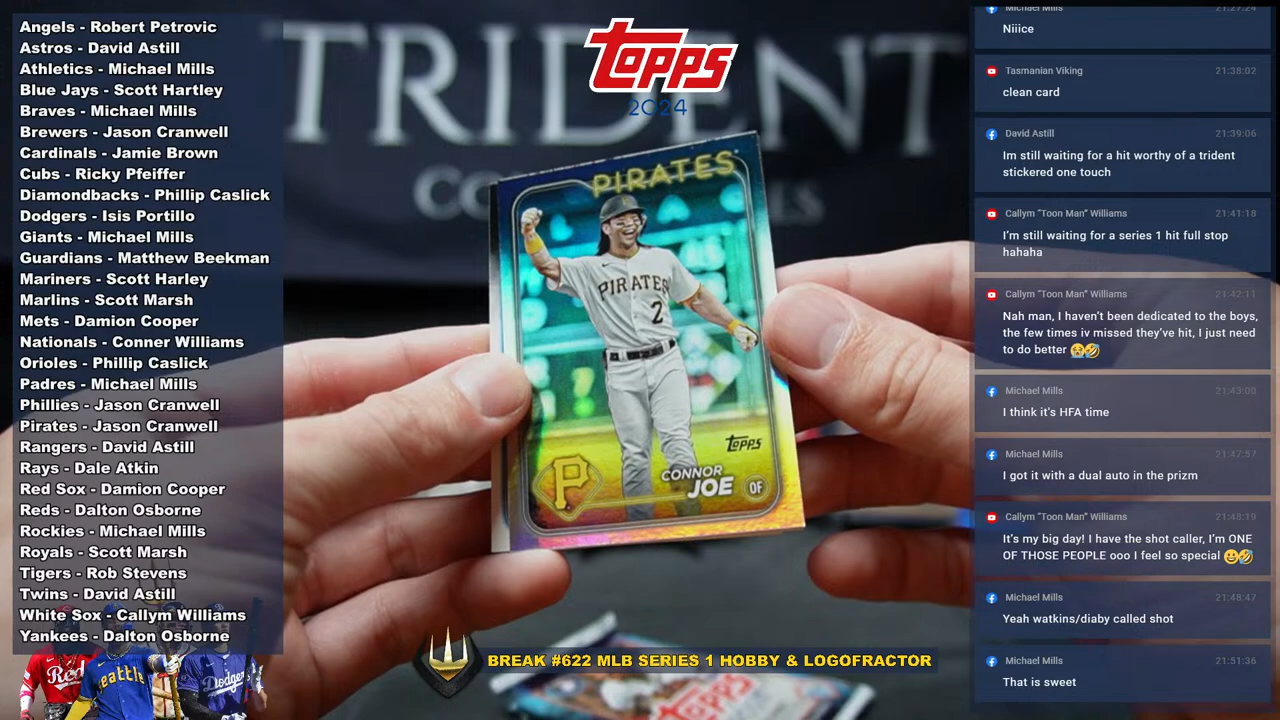 Angels - Robert Petrovic
Astros - David Astill
Athletics - Michael Mills
Blue Jays - Scott Hartley
Braves - Michael Mills
Brewers - Jason Cranwell
Cardinals - Jamie Brown
Cubs - Ricky Pfeiffer
Diamondbacks - Phillip Caslick
Dodgers - Isis Portillo
Giants - Michael Mills
Guardians - Matthew Beekman
Mariners - Scott Harley
Marlins - Scott Marsh
Mets - Damion Cooper
Nationals - Conner Williams
Orioles - Phillip Caslick
Padres - Michael Mills
Phillies - Jason Cranwell
Pirates - Jason Cranwell
Rangers - David Astill
Rays - Dale Atkin
Red Sox - Damion Cooper
Reds - Dalton Osborne
Rockies - Michael Mills
Royals - Scott Marsh
Tigers - Rob Stevens
Twins - David Astill
White Sox - Callym Williams
Yankees - Dalton Osborne
Reds
Seattle
Dodgers
TRIDENT
Topps
2024
PIRATES
PIRATES
2
Topps
P
CONNOR
JOE OF
BREAK #622 MLB SERIES 1 HOBBY & LOGOFRACTOR
TOPPS
Michael Mills 21:27:24
Niiice
Tasmanian Viking 21:38:02
clean card
David Astill 21:39:06
Im still waiting for a hit worthy of a trident
stickered one touch
Callym "Toon Man" Williams 21:41:18
I'm still waiting for a series 1 hit full stop
hahaha
Callym "Toon Man" Williams 21:42:11
Nah man, I haven't been dedicated to the boys,
the few times iv missed they've hit, I just need
to do better 😭🤣
Michael Mills 21:43:00
I think it's HFA time
Michael Mills 21:47:57
I got it with a dual auto in the prizm
Callym "Toon Man" Williams 21:48:19
It's my big day! I have the shot caller, I'm ONE
OF THOSE PEOPLE ooo I feel so special 😀🤣
Michael Mills 21:48:47
Yeah watkins/diaby called shot
Michael Mills 21:51:36
That is sweet